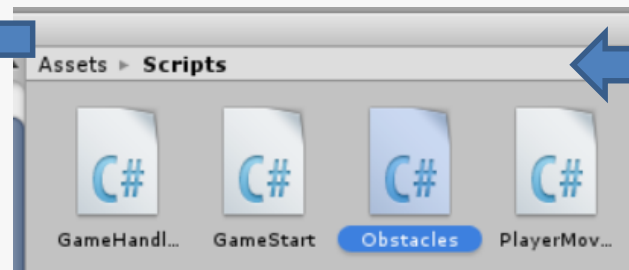 Assets ▸ Scripts
C# C# C# C#
GameHandl... GameStart Obstacles PlayerMov...